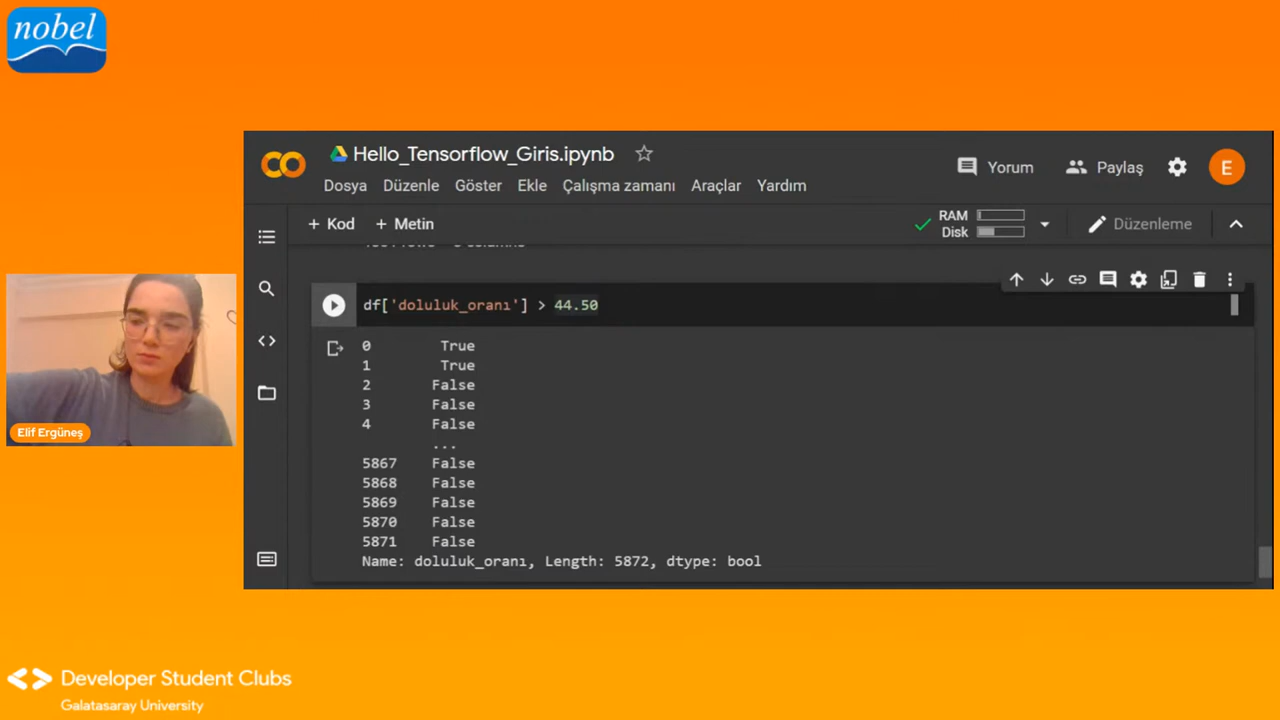 nobel
Hello_Tensorflow_Giris.ipynb
Dosya Düzenle Göster Ekle Çalışma zamanı Araçlar Yardım
Yorum Paylaş E
+ Kod + Metin
RAM
Disk
Düzenleme
df['doluluk_oranı'] > 44.50
0 True
1 True
2 False
3 False
4 False
...
5867 False
5868 False
5869 False
5870 False
5871 False
Name: doluluk_oranı, Length: 5872, dtype: bool
Elif Ergüneş
Developer Student Clubs
Galatasaray University